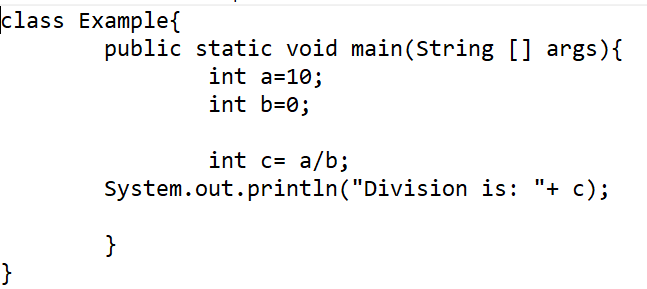 class Example{
public static void main(String [] args){
int a=10;
int b=0;
int c= a/b;
System.out.println("Division is: "+ c);
}
}